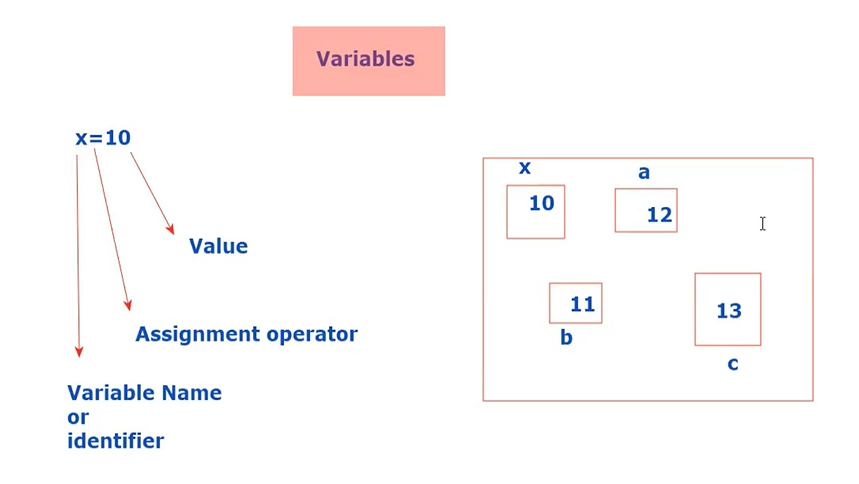 Variables
x=10
Value
Assignment operator
Variable Name
or
identifier
x
a
10
12
11
13
b
c